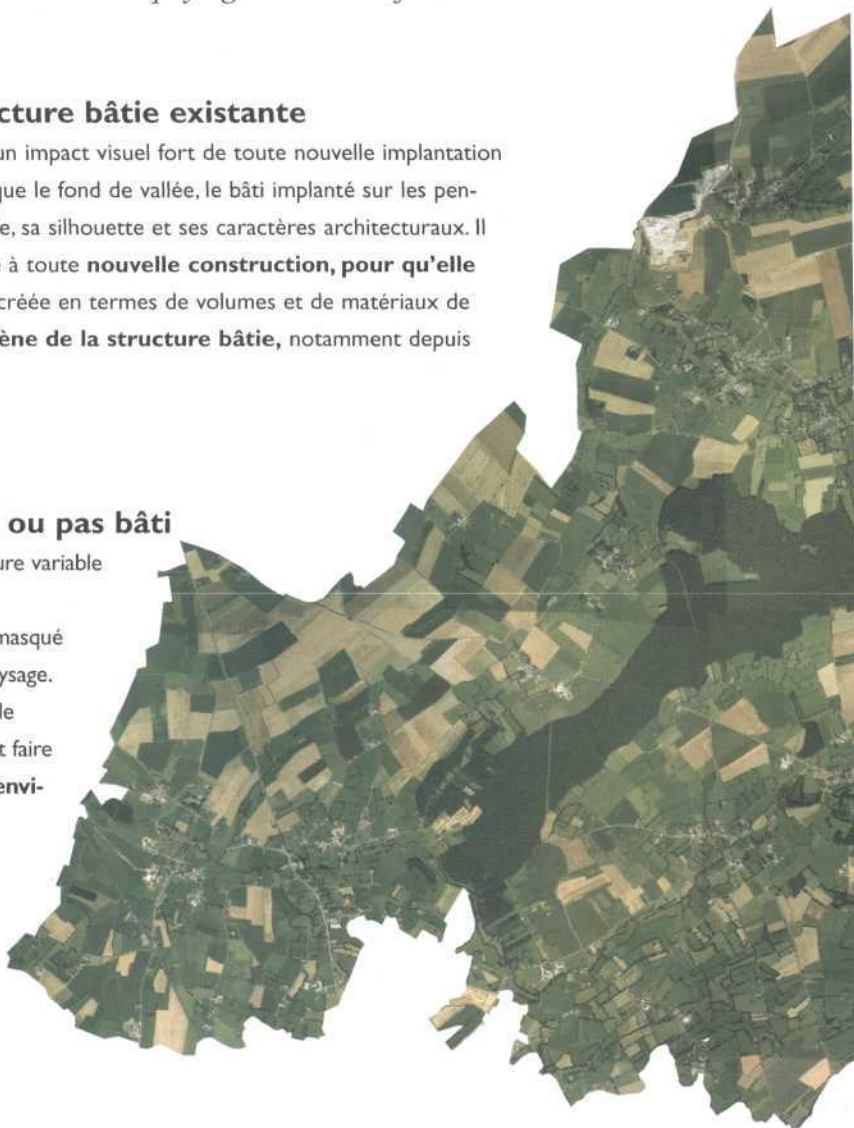 cture bâtie existante
un impact visuel fort de toute nouvelle implantation
que le fond de vallée, le bâti implanté sur les pen-
e, sa silhouette et ses caractères architecturaux. Il
à toute nouvelle construction, pour qu'elle
créée en termes de volumes et de matériaux de
ène de la structure bâtie, notamment depuis
ou pas bâti
ure variable
masqué
ysage.
le
t faire
envi-